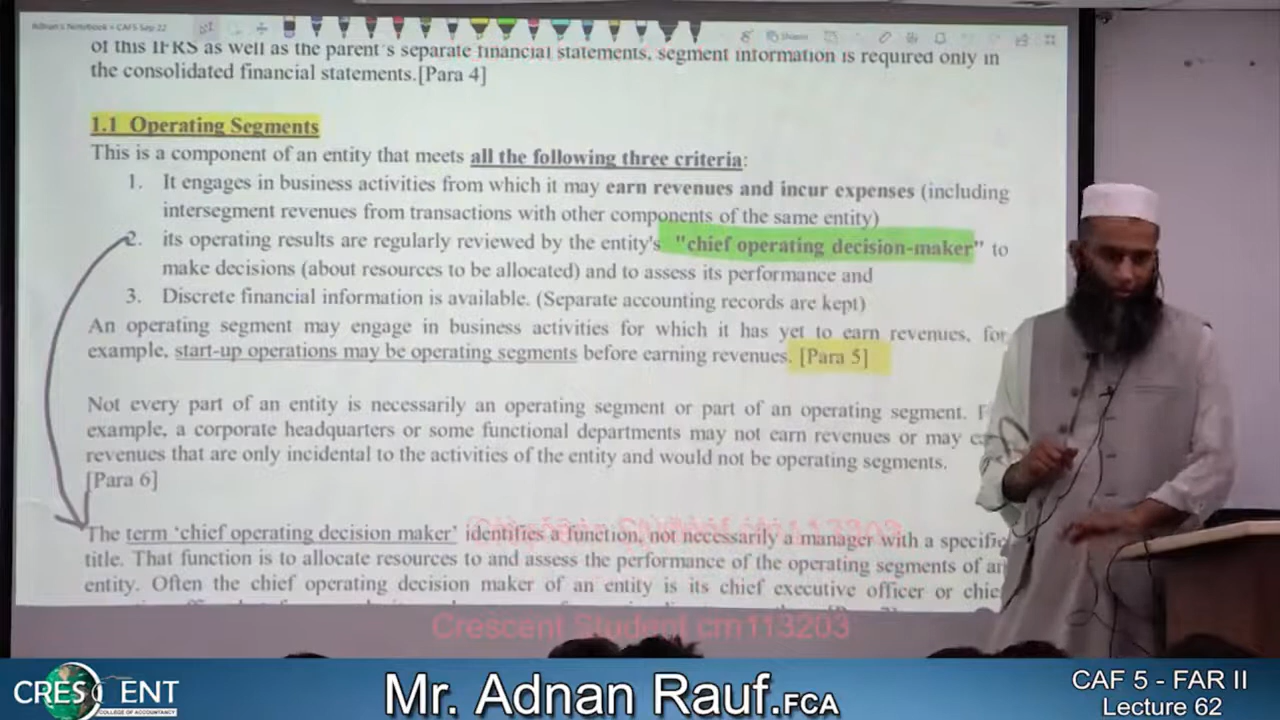 Adnan's Notebook » CAF5 Sep 22
of this IFRS as well as the parent's separate financial statements, segment information is required only in
the consolidated financial statements.[Para 4]
1.1 Operating Segments
This is a component of an entity that meets all the following three criteria:
1. It engages in business activities from which it may earn revenues and incur expenses (including
intersegment revenues from transactions with other components of the same entity)
2. its operating results are regularly reviewed by the entity's "chief operating decision-maker" to
make decisions (about resources to be allocated) and to assess its performance and
3. Discrete financial information is available. (Separate accounting records are kept)
An operating segment may engage in business activities for which it has yet to earn revenues, for
example, start-up operations may be operating segments before earning revenues. [Para 5]
Not every part of an entity is necessarily an operating segment or part of an operating segment.
example, a corporate headquarters or some functional departments may not earn revenues or may
revenues that are only incidental to the activities of the entity and would not be operating segments.
[Para 6]
The term 'chief operating decision maker' identifies a function, not necessarily a manager with a specific
title. That function is to allocate resources to and assess the performance of the operating segments of an
entity. Often the chief operating decision maker of an entity is its chief executive officer or chie
Crescent Student crn113203
CRESCENT
COLLEGE OF ACCOUNTANCY
Mr. Adnan Rauf.FCA
CAF 5 - FAR II
Lecture 62